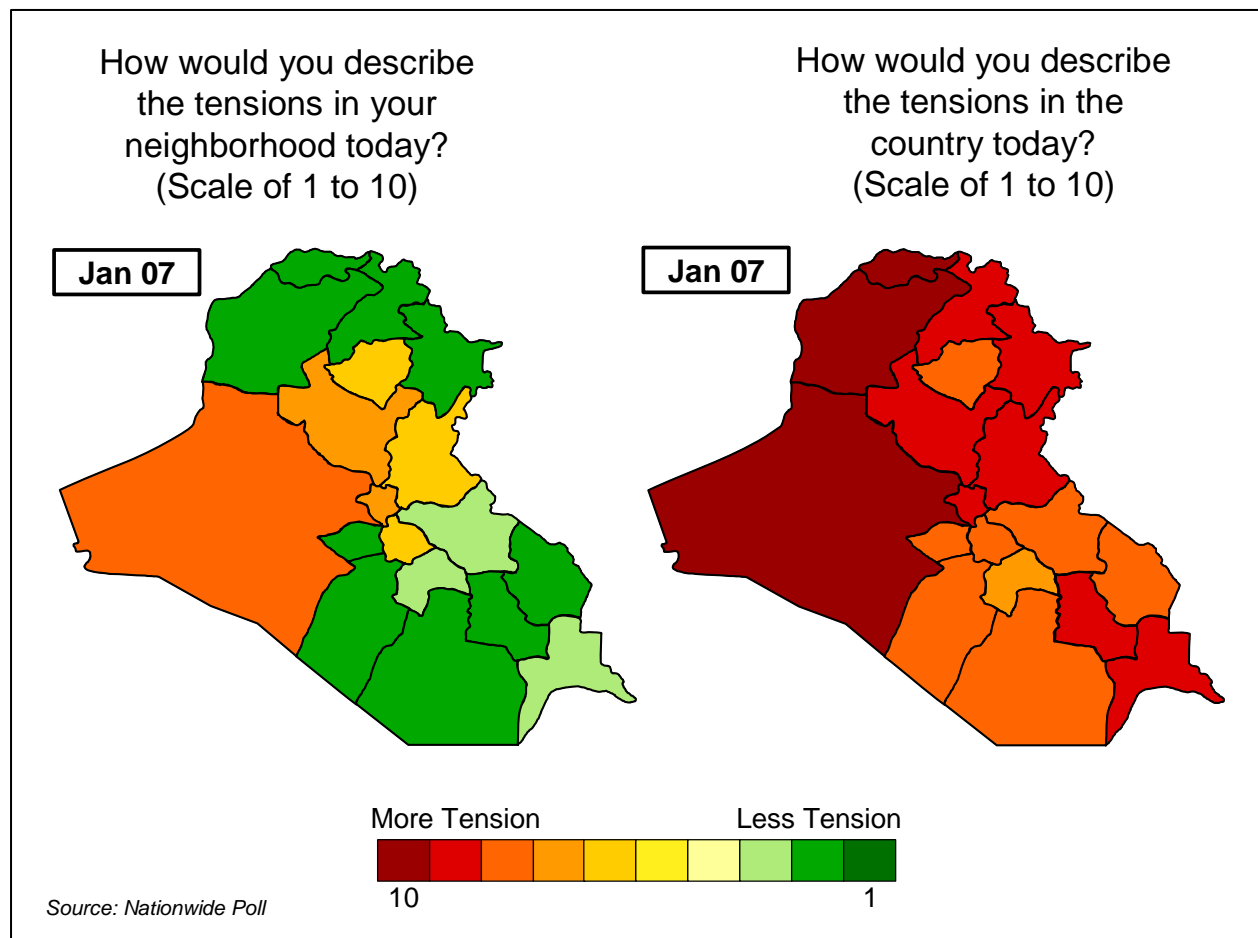 How would you describe
the tensions in your
neighborhood today?
(Scale of 1 to 10)
How would you describe
the tensions in the
country today?
(Scale of 1 to 10)
Jan 07
Jan 07
More Tension
Less Tension
10
1
Source: Nationwide Poll